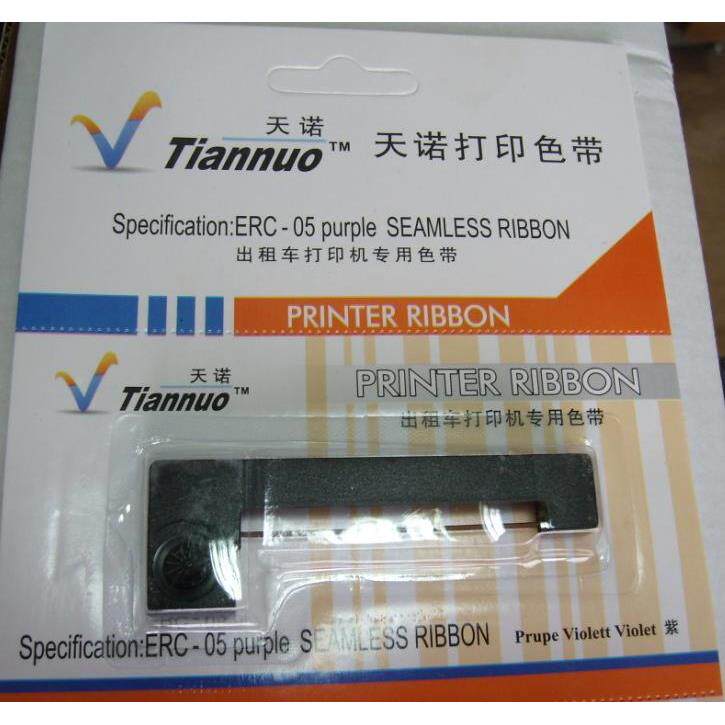 天诺
Tiannuo™ 天诺打印色带
Specification:ERC - 05 purple SEAMLESS RIBBON
出租车打印机专用色带
PRINTER RIBBON
天诺
Tiannuo™ PRINTER RIBBON
出租车打印机专用色带
Specification:ERC - 05 purple SEAMLESS RIBBON Prupe Violett Violet 紫